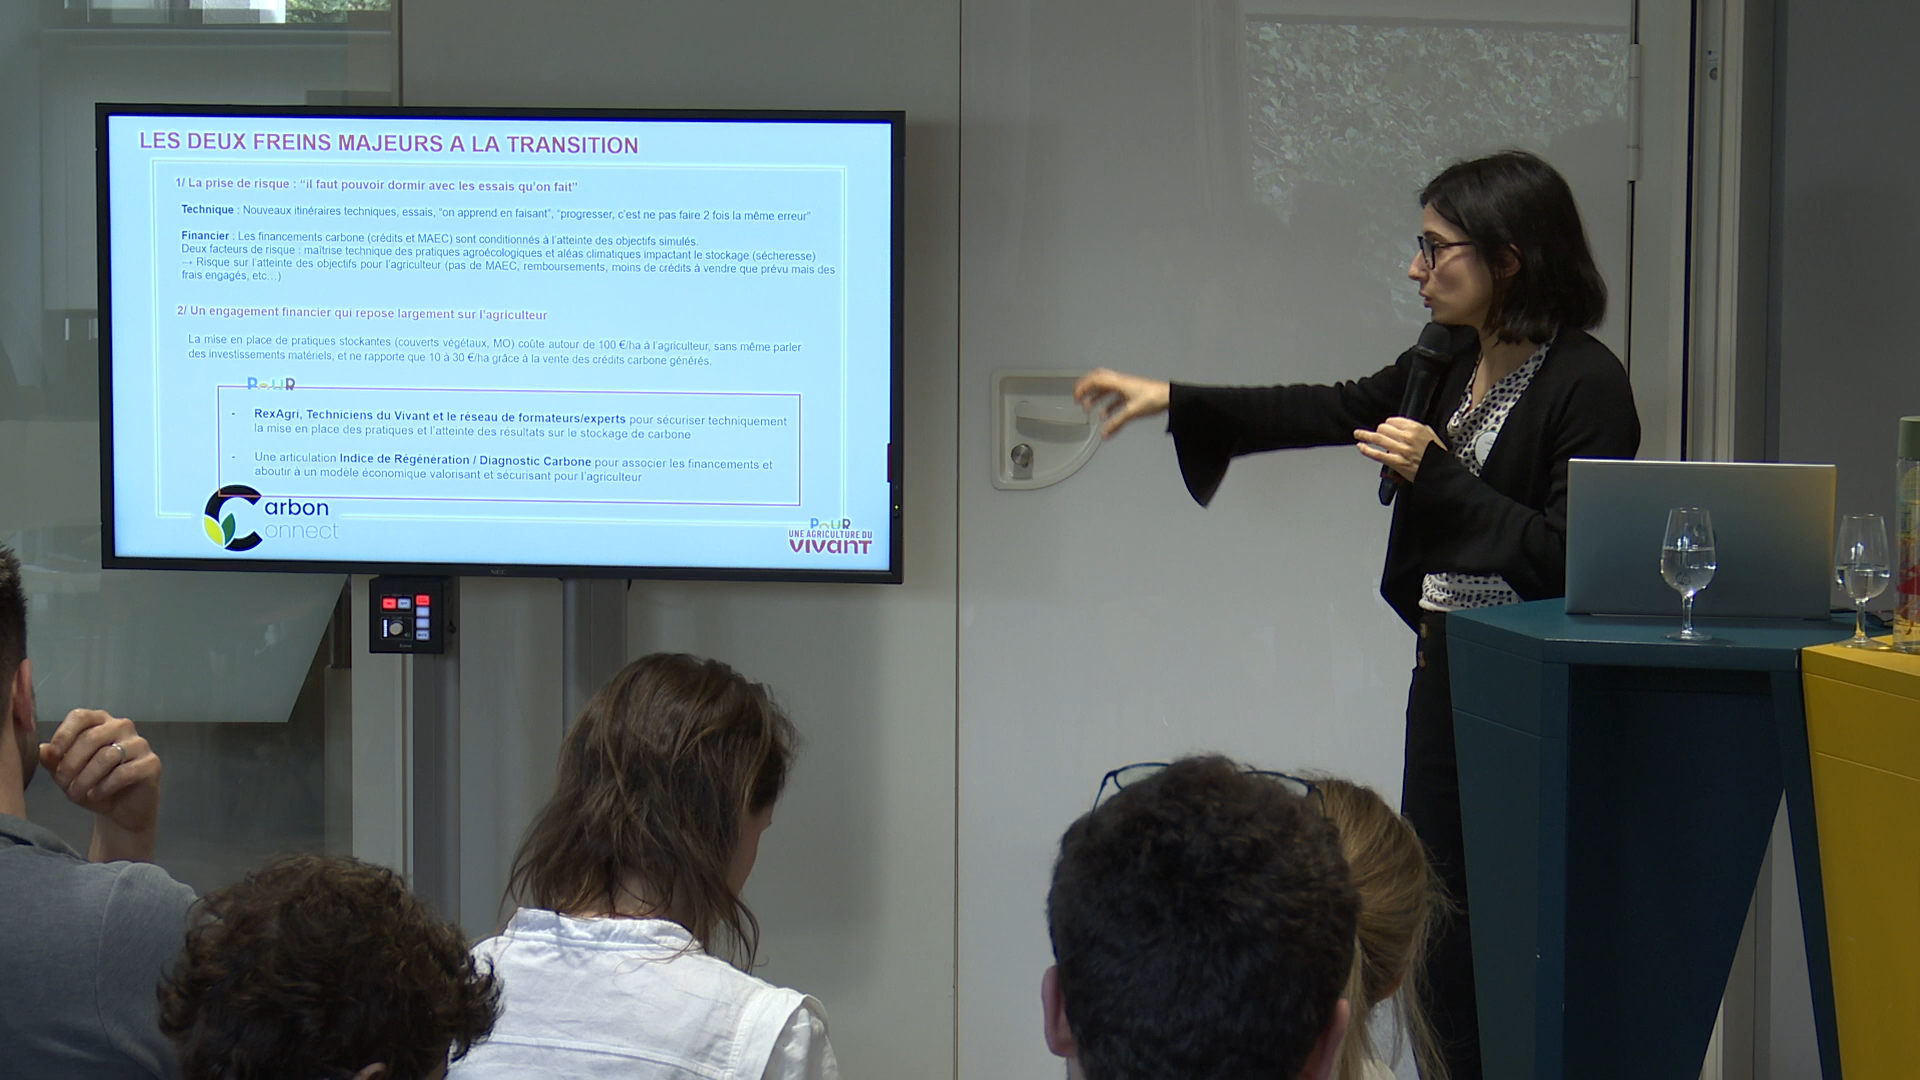 LES DEUX FREINS MAJEURS A LA TRANSITION
1/ La prise de risque : “il faut pouvoir dormir avec les essais qu’on fait”
Technique : Nouveaux itinéraires techniques, essais, “on apprend en faisant”, “progresser, c’est ne pas faire 2 fois la même erreur”
Financier : Les financements carbone (crédits et MAEC) sont conditionnés à l’atteinte des objectifs simulés.
Deux facteurs de risque : maîtrise technique des pratiques agroécologiques et aléas climatiques impactant le stockage (sécheresse)
→ Risque sur l’atteinte des objectifs pour l’agriculteur (pas de MAEC, remboursements, moins de crédits à vendre que prévu mais des
frais engagés, etc…)
2/ Un engagement financier qui repose largement sur l’agriculteur
La mise en place de pratiques stockantes (couverts végétaux, MO) coûte autour de 100 €/ha à l’agriculteur, sans même parler
des investissements matériels, et ne rapporte que 10 à 30 €/ha grâce à la vente des crédits carbone générés.
POUR
- RexAgri, Techniciens du Vivant et le réseau de formateurs/experts pour sécuriser techniquement
la mise en place des pratiques et l’atteinte des résultats sur le stockage de carbone
- Une articulation Indice de Régénération / Diagnostic Carbone pour associer les financements et
aboutir à un modèle économique valorisant et sécurisant pour l’agriculteur
Carbon
Connect
POUR
UNE AGRICULTURE DU
VIVANT
NEC